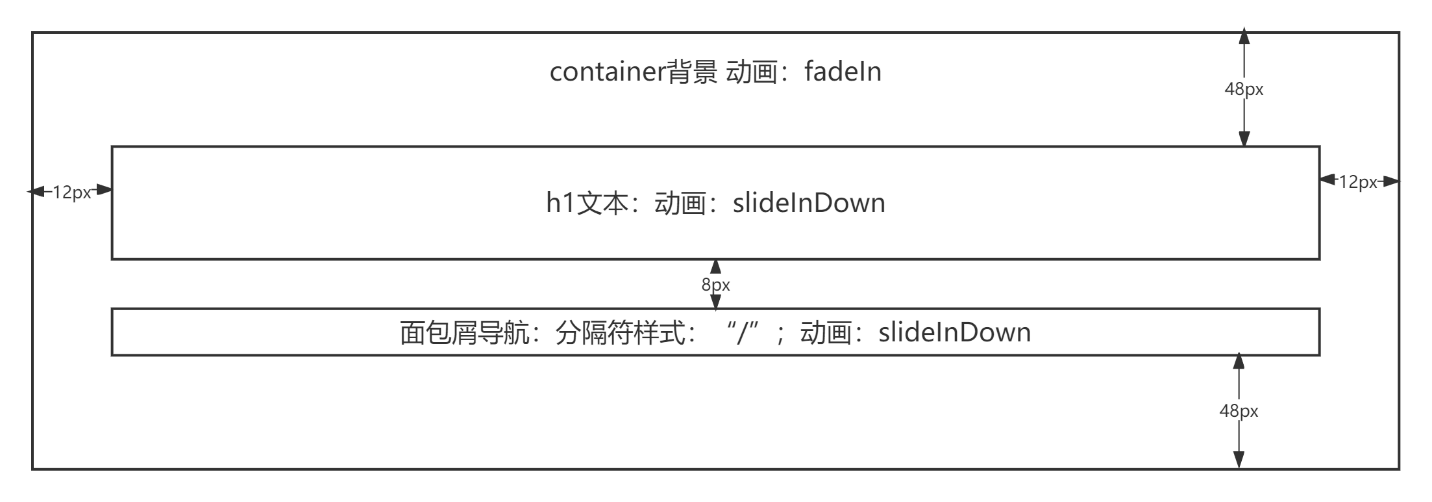 container背景 动画：fadeIn
48px
12px
h1文本：动画：slideInDown
12px
8px
面包屑导航：分隔符样式：“/”；动画：slideInDown
48px